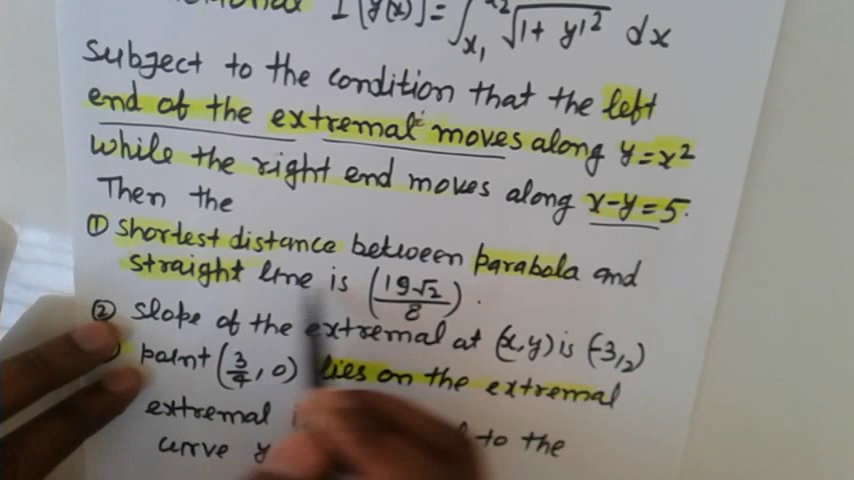 I[y(x)]=∫x₁ˣ² √1+y'² dx
Subject to the condition that the left
end of the extremal moves along y=x²
while the right end moves along x-y=5.
Then the
① Shortest distance between parabola and
straight line is (19√2/8).
② slope of the extremal at (x,y) is (-3,2)
point (3/4, 0) lies on the extremal
extremal
to the
curve y